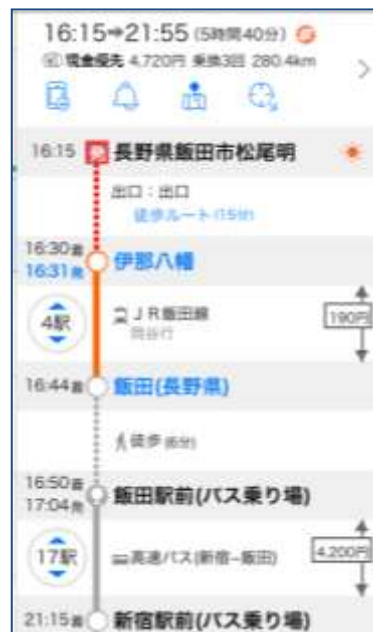 16:15⇒21:55 (5時間40分)
現金優先 4,720円 乗換3回 280.4km
16:15 発 長野県飯田市松尾明
出口：出口
徒歩ルート(15分)
16:30着
16:31発 伊那八幡
4駅 JR飯田線 190円
岡谷行
16:44着 飯田(長野県)
徒歩 (6分)
16:50着
17:04発 飯田駅前(バス乗り場)
17駅 高速バス(新宿-飯田) 4,200円
21:15着 新宿駅前(バス乗り場)